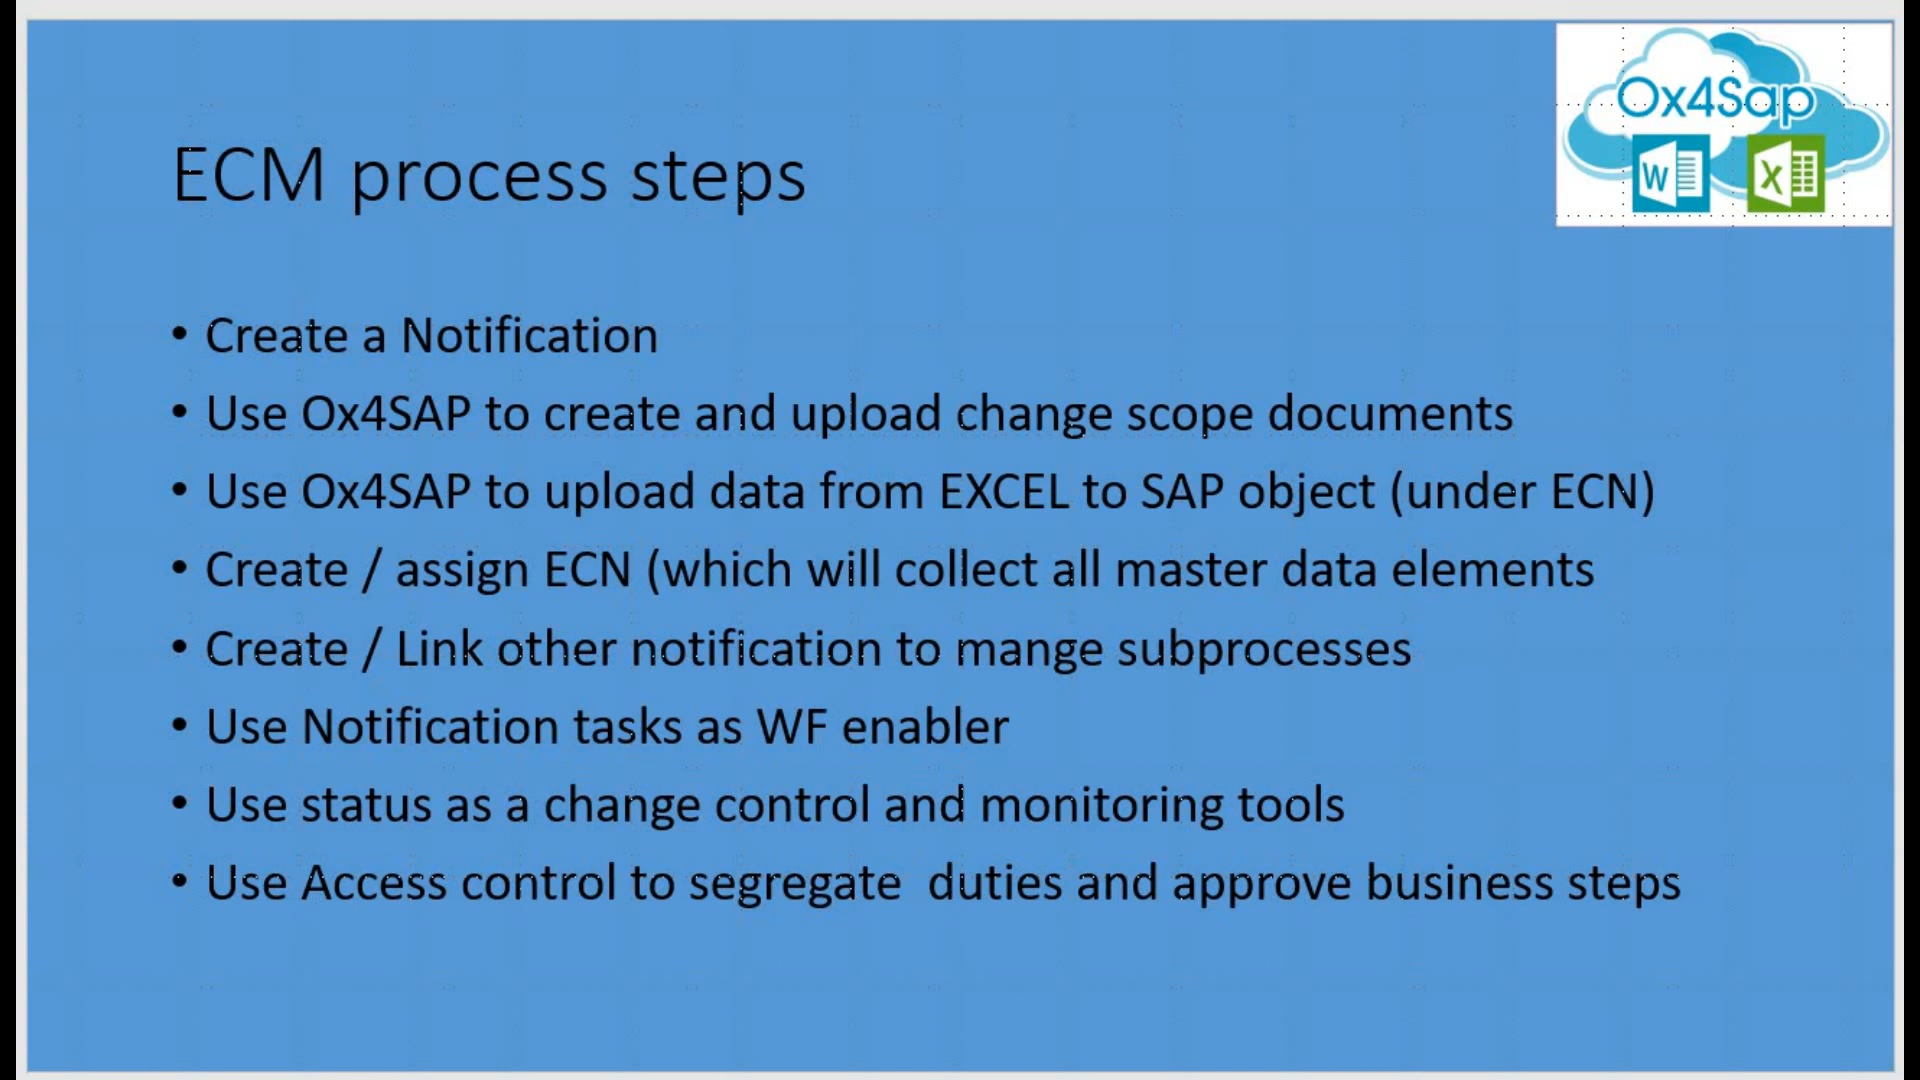 Ox4Sap
W X
ECM process steps
• Create a Notification
• Use Ox4SAP to create and upload change scope documents
• Use Ox4SAP to upload data from EXCEL to SAP object (under ECN)
• Create / assign ECN (which will collect all master data elements
• Create / Link other notification to mange subprocesses
• Use Notification tasks as WF enabler
• Use status as a change control and monitoring tools
• Use Access control to segregate  duties and approve business steps